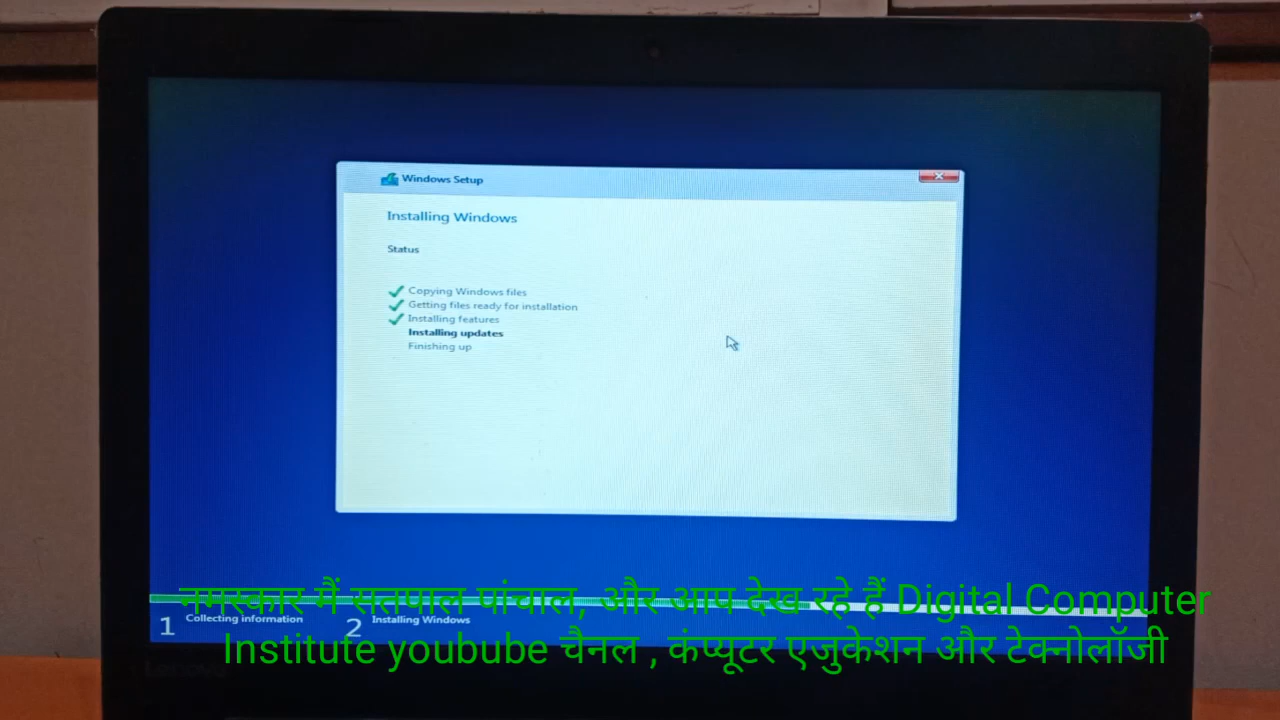 Windows Setup
Installing Windows
Status
Copying Windows files
Getting files ready for installation
Installing features
Installing updates
Finishing up
1 Collecting information
2 Installing Windows
नमस्कार मैं सतपाल पांचाल, और आप देख रहे हैं Digital Computer
Institute youbube चैनल , कंप्यूटर एजुकेशन और टेक्नोलॉजी
Lenovo